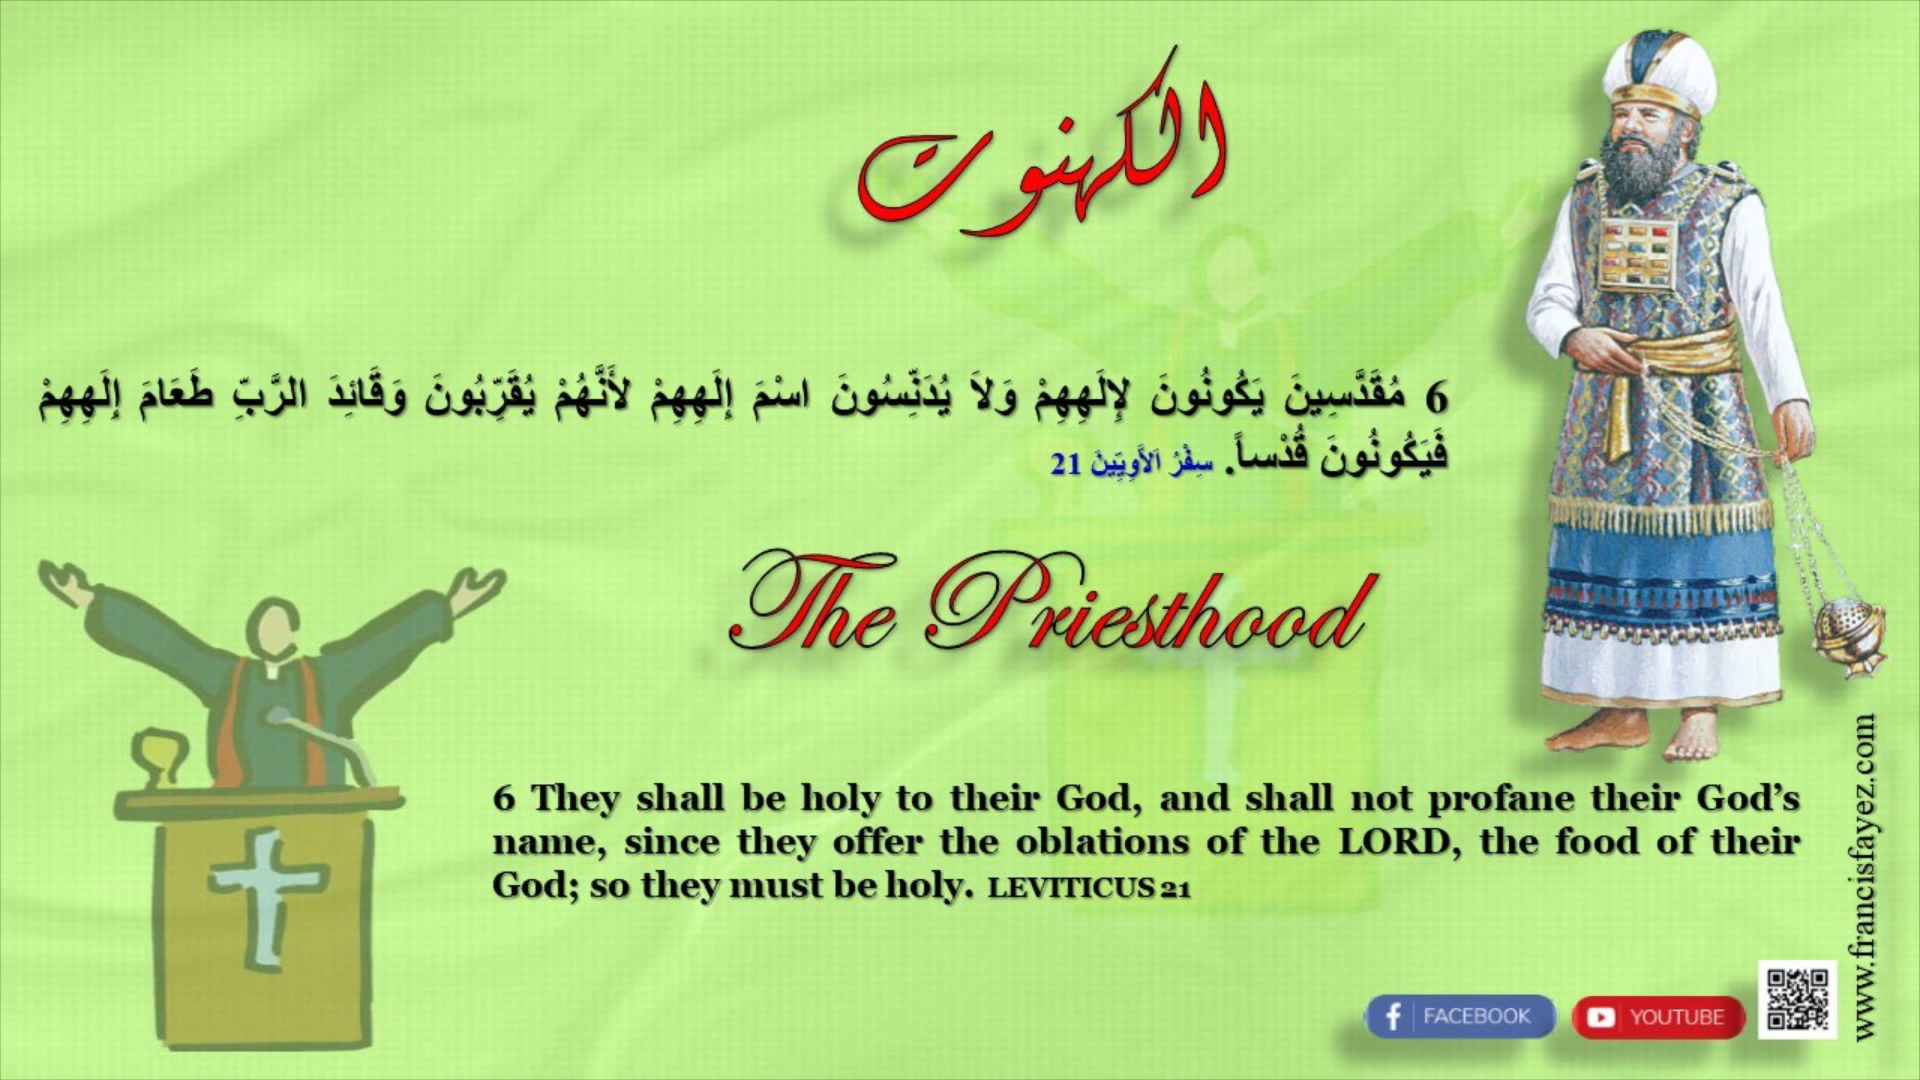 الكهنوت
6 مُقَدَّسِينَ يَكُونُونَ لِإِلَهِهِمْ وَلاَ يُدَنِّسُونَ اسْمَ إِلَهِهِمْ لأَنَّهُمْ يُقَرِّبُونَ وَقَائِدَ الرَّبِّ طَعَامَ إِلَهِهِمْ
فَيَكُونُونَ قُدْساً. سِفْرُ اَللاَّوِيِّينَ 21
The Priesthood
6 They shall be holy to their God, and shall not profane their God’s
name, since they offer the oblations of the LORD, the food of their
God; so they must be holy. LEVITICUS 21
FACEBOOK
YOUTUBE
www.francisfayez.com